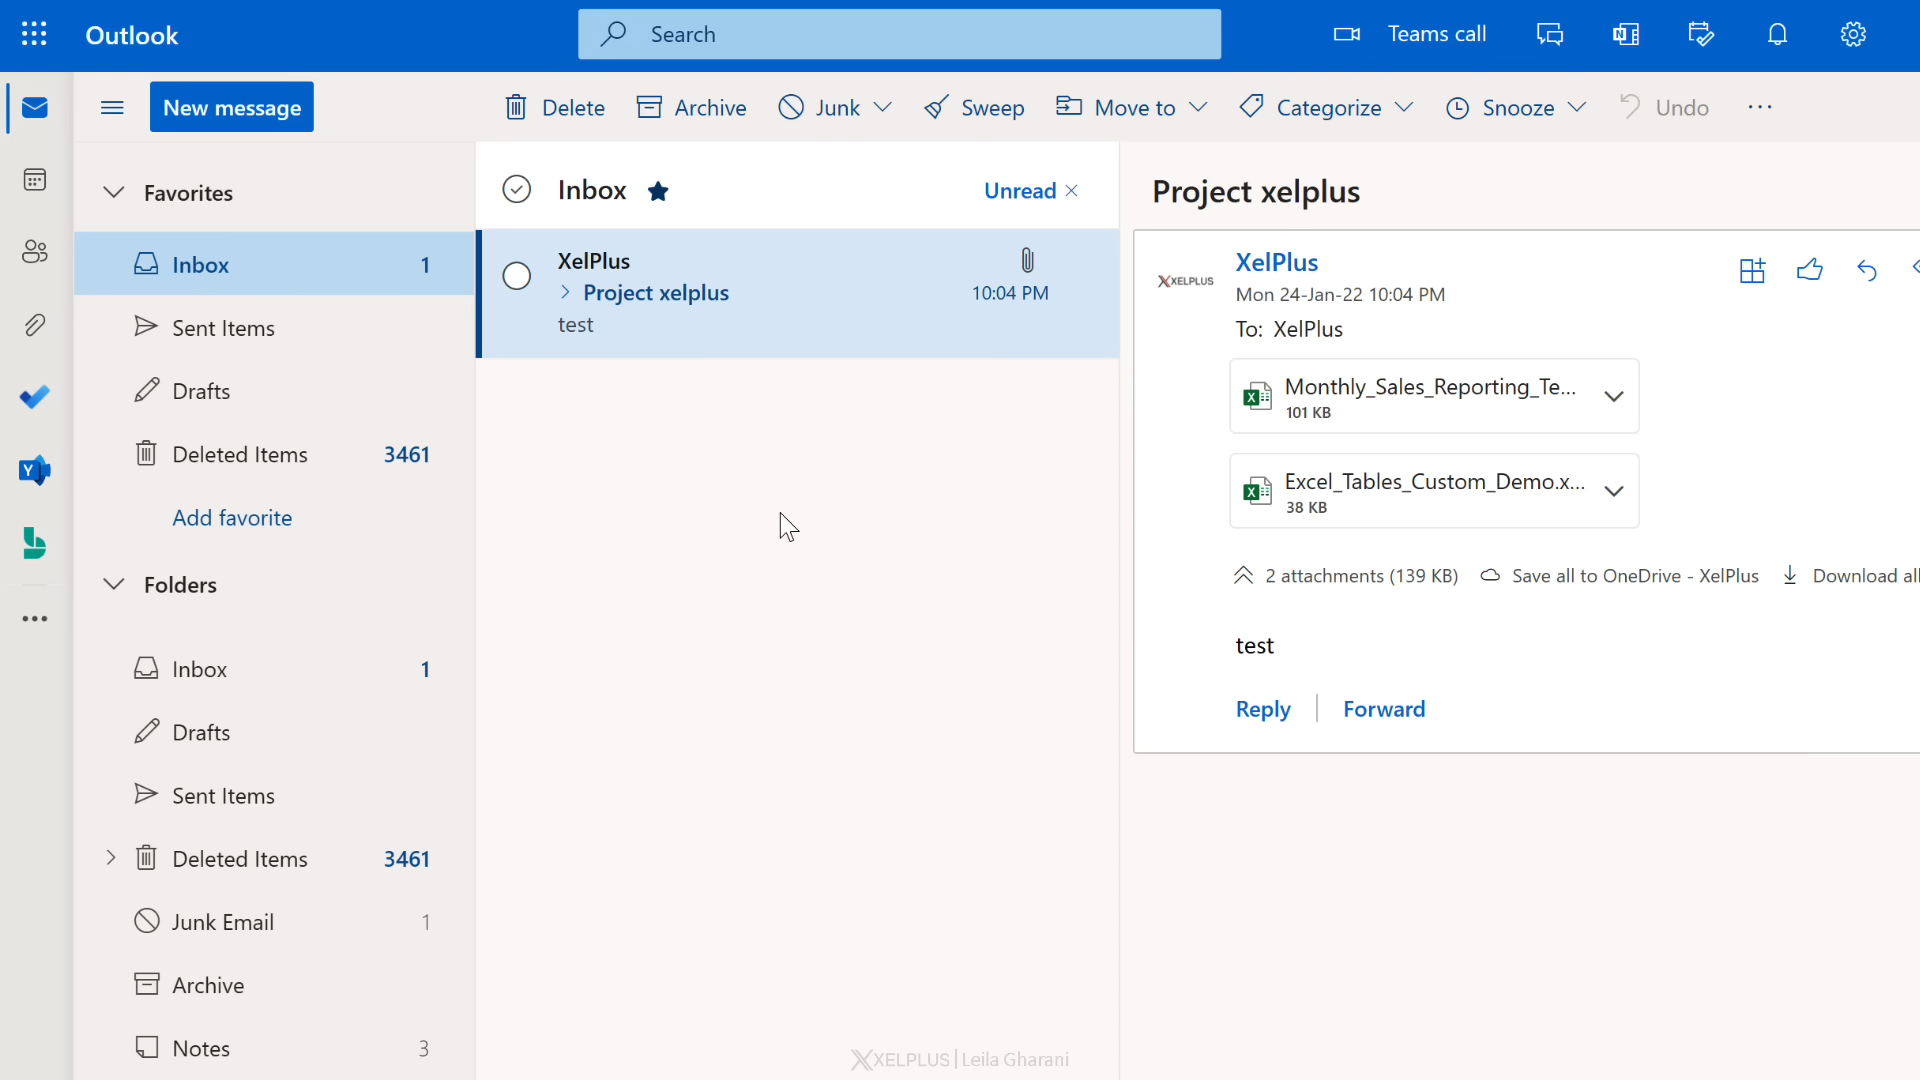 Outlook
Search
Teams call
New message
Delete
Archive
Junk
Sweep
Move to
Categorize
Snooze
Undo
Favorites
Inbox 1
Sent Items
Drafts
Deleted Items 3461
Add favorite
Folders
Inbox 1
Drafts
Sent Items
Deleted Items 3461
Junk Email 1
Archive
Notes 3
Inbox
Unread
XelPlus
Project xelplus 10:04 PM
test
Project xelplus
XELPLUS
XelPlus
Mon 24-Jan-22 10:04 PM
To: XelPlus
Monthly_Sales_Reporting_Te...
101 KB
Excel_Tables_Custom_Demo.x...
38 KB
2 attachments (139 KB) Save all to OneDrive - XelPlus Download all
test
Reply | Forward
XELPLUS | Leila Gharani